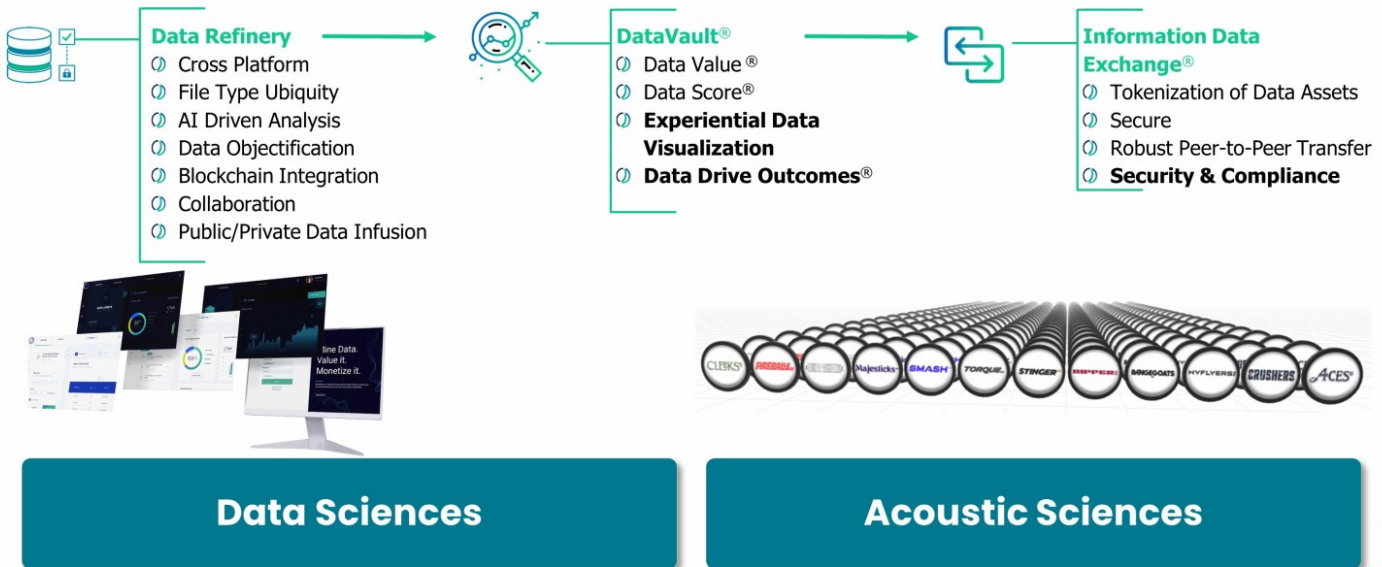 Data Refinery
Cross Platform
File Type Ubiquity
AI Driven Analysis
Data Objectification
Blockchain Integration
Collaboration
Public/Private Data Infusion
DataVault®
Data Value ®
Data Score®
Experiential Data
Visualization
Data Drive Outcomes®
Information Data
Exchange®
Tokenization of Data Assets
Secure
Robust Peer-to-Peer Transfer
Security & Compliance
Value it.
Monetize it.
CLEEKS®
FIREBALLS
Majesticks
SMASH
TORQUE
STINGER
RIPPER
RANGEGOATS
HYFLYERS
CRUSHERS
ACES®
Data Sciences
Acoustic Sciences